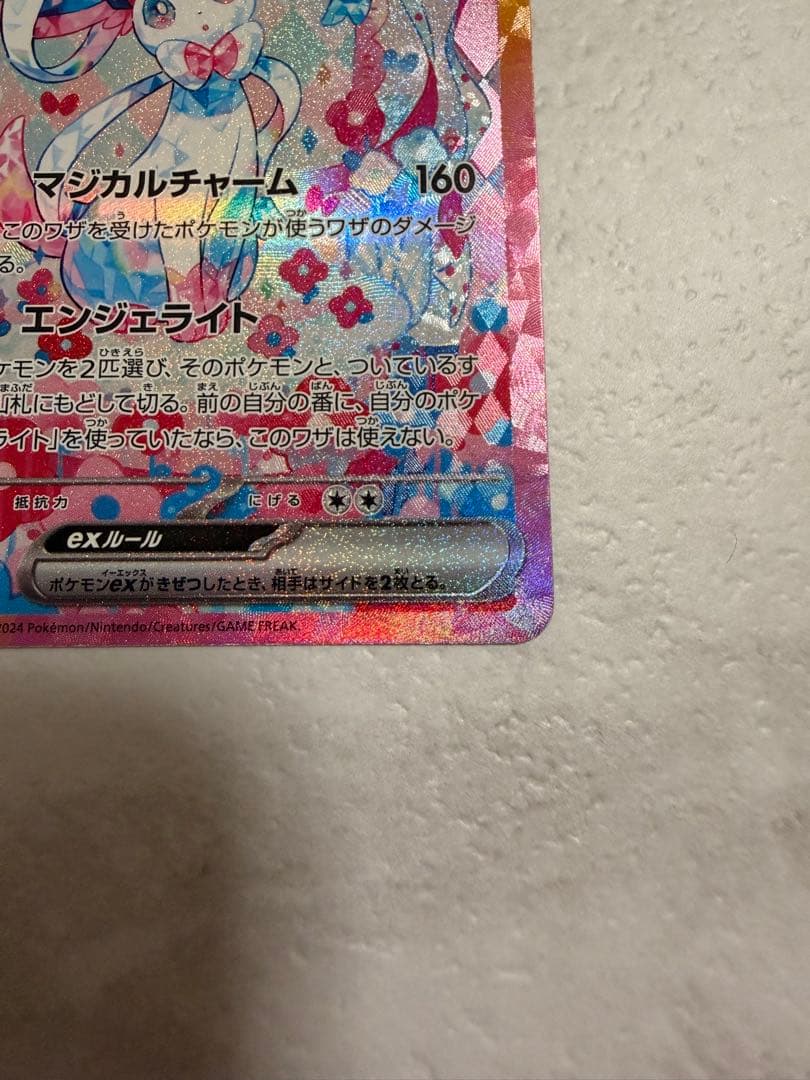 マジカルチャーム 160
このワザを受けたポケモンが使うワザのダメージ
る。
エンジェライト
ケモンを2匹選び、そのポケモンと、ついているす
札にもどして切る。前の自分の番に、自分のポケ
ライト」を使っていたなら、このワザは使えない。
抵抗力 にげる
exルール
ポケモンexがきぜつしたとき、相手はサイドを2枚とる。
2024 Pokémon/Nintendo/Creatures/GAME FREAK.